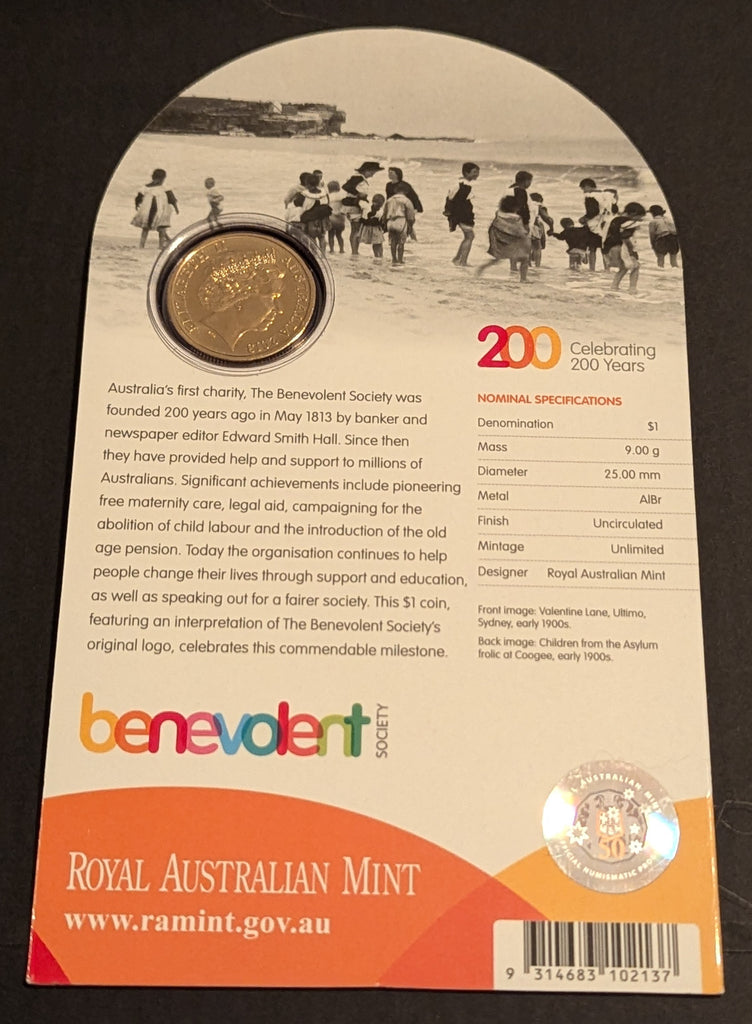 ELIZABETH II AUSTRALIA 2013
200 Celebrating
200 Years
Australia's first charity, The Benevolent Society was
founded 200 years ago in May 1813 by banker and
newspaper editor Edward Smith Hall. Since then
they have provided help and support to millions of
Australians. Significant achievements include pioneering
free maternity care, legal aid, campaigning for the
abolition of child labour and the introduction of the old
age pension. Today the organisation continues to help
people change their lives through support and education,
as well as speaking out for a fairer society. This $1 coin,
featuring an interpretation of The Benevolent Society's
original logo, celebrates this commendable milestone.
NOMINAL SPECIFICATIONS
Denomination $1
Mass 9.00 g
Diameter 25.00 mm
Metal AlBr
Finish Uncirculated
Mintage Unlimited
Designer Royal Australian Mint
Front image: Valentine Lane, Ultimo,
Sydney, early 1900s.
Back image: Children from the Asylum
frolic at Coogee, early 1900s.
benevolent
SOCIETY
AUSTRALIAN MINT
50
OFFICIAL NUMISMATIC
ROYAL AUSTRALIAN MINT
www.ramint.gov.au
9 314683 102137